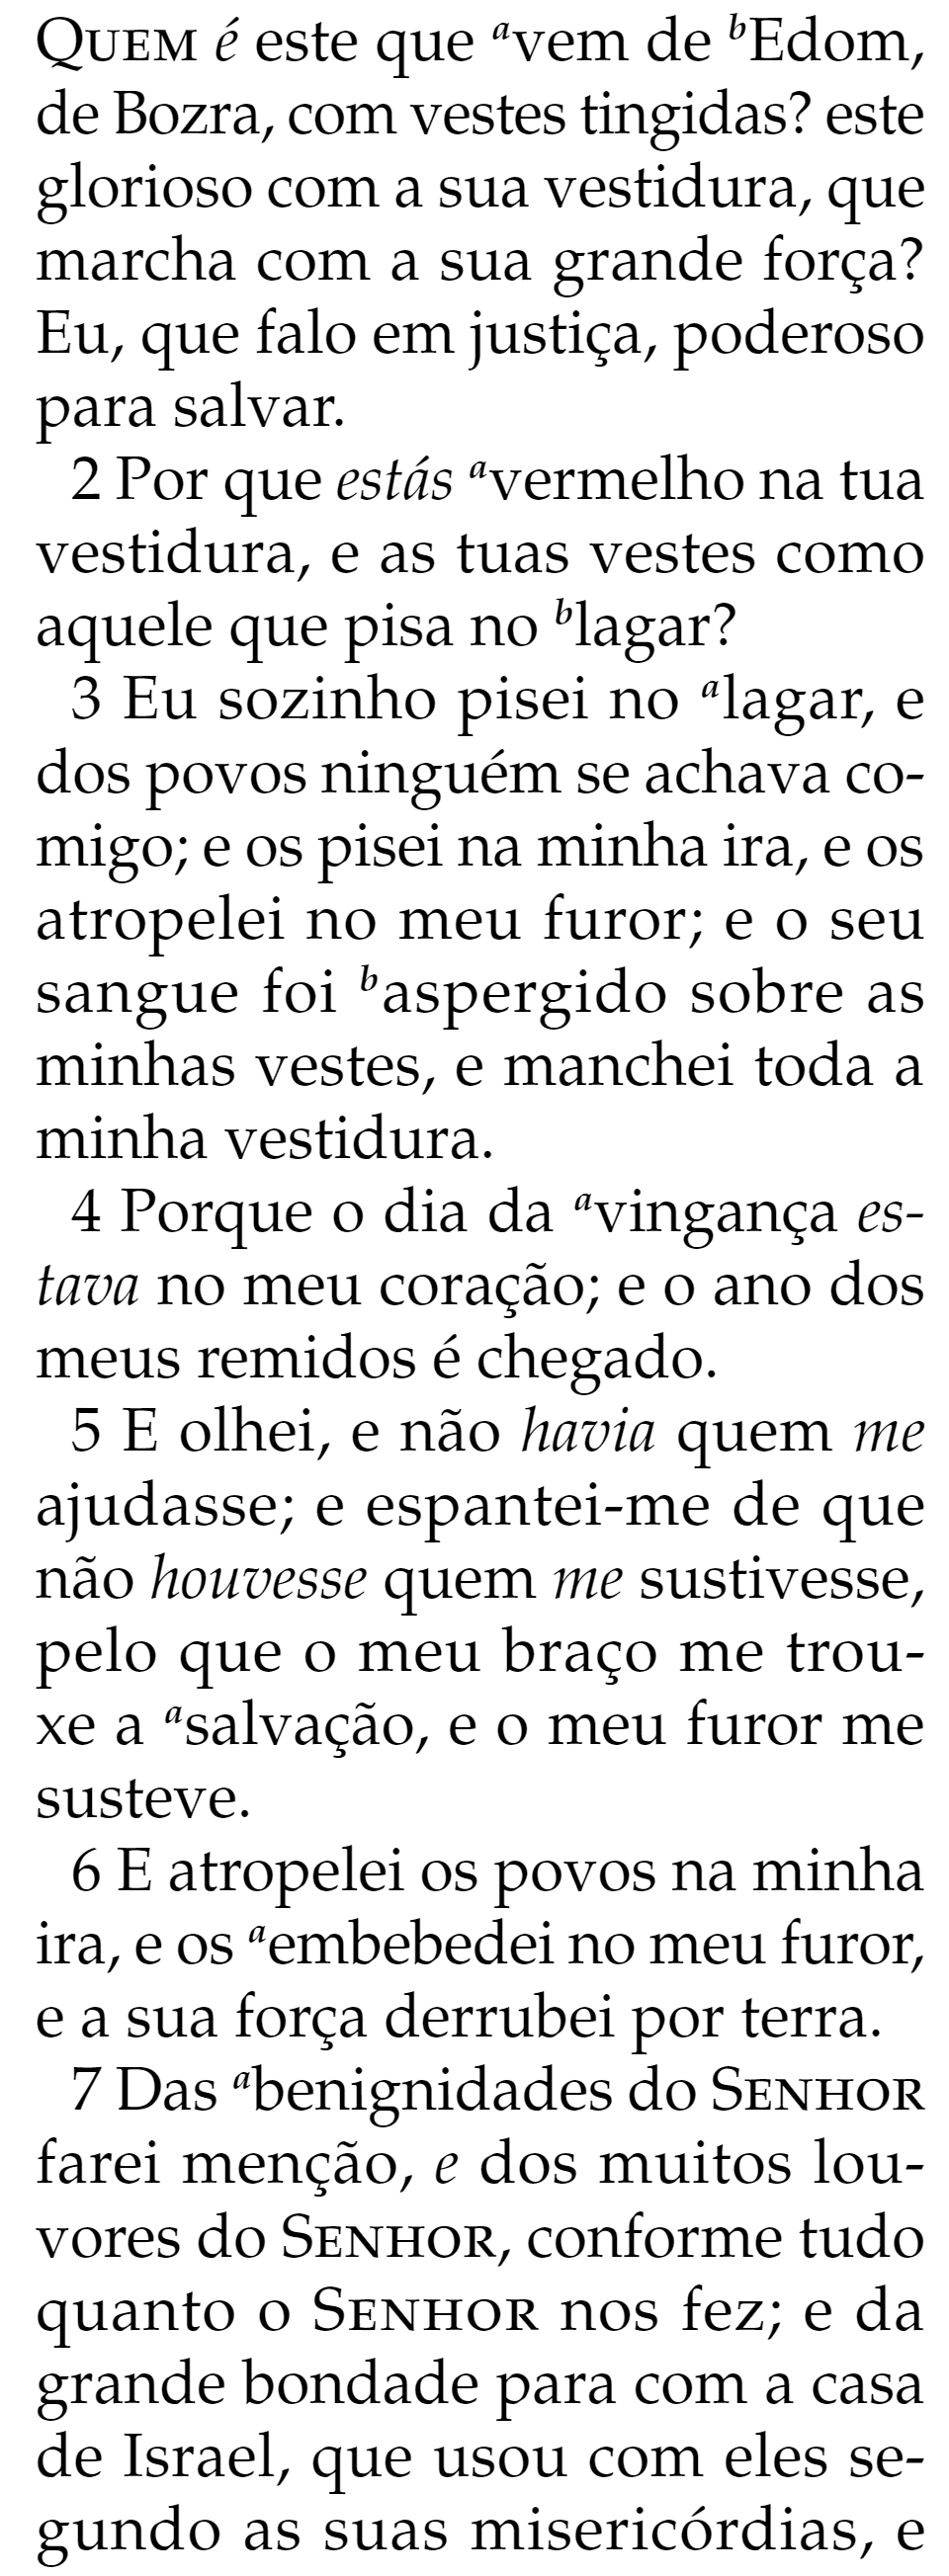 QUEM é este que ᵃvem de ᵇEdom,
de Bozra, com vestes tingidas? este
glorioso com a sua vestidura, que
marcha com a sua grande força?
Eu, que falo em justiça, poderoso
para salvar.
2 Por que estás ᵃvermelho na tua
vestidura, e as tuas vestes como
aquele que pisa no ᵇlagar?
3 Eu sozinho pisei no ᵃlagar, e
dos povos ninguém se achava co-
migo; e os pisei na minha ira, e os
atropelei no meu furor; e o seu
sangue foi ᵇaspergido sobre as
minhas vestes, e manchei toda a
minha vestidura.
4 Porque o dia da ᵃvingança es-
tava no meu coração; e o ano dos
meus remidos é chegado.
5 E olhei, e não havia quem me
ajudasse; e espantei-me de que
não houvesse quem me sustivesse,
pelo que o meu braço me trou-
xe a ᵃsalvação, e o meu furor me
susteve.
6 E atropelei os povos na minha
ira, e os ᵃembebedei no meu furor,
e a sua força derrubei por terra.
7 Das ᵃbenignidades do SENHOR
farei menção, e dos muitos lou-
vores do SENHOR, conforme tudo
quanto o SENHOR nos fez; e da
grande bondade para com a casa
de Israel, que usou com eles se-
gundo as suas misericórdias, e